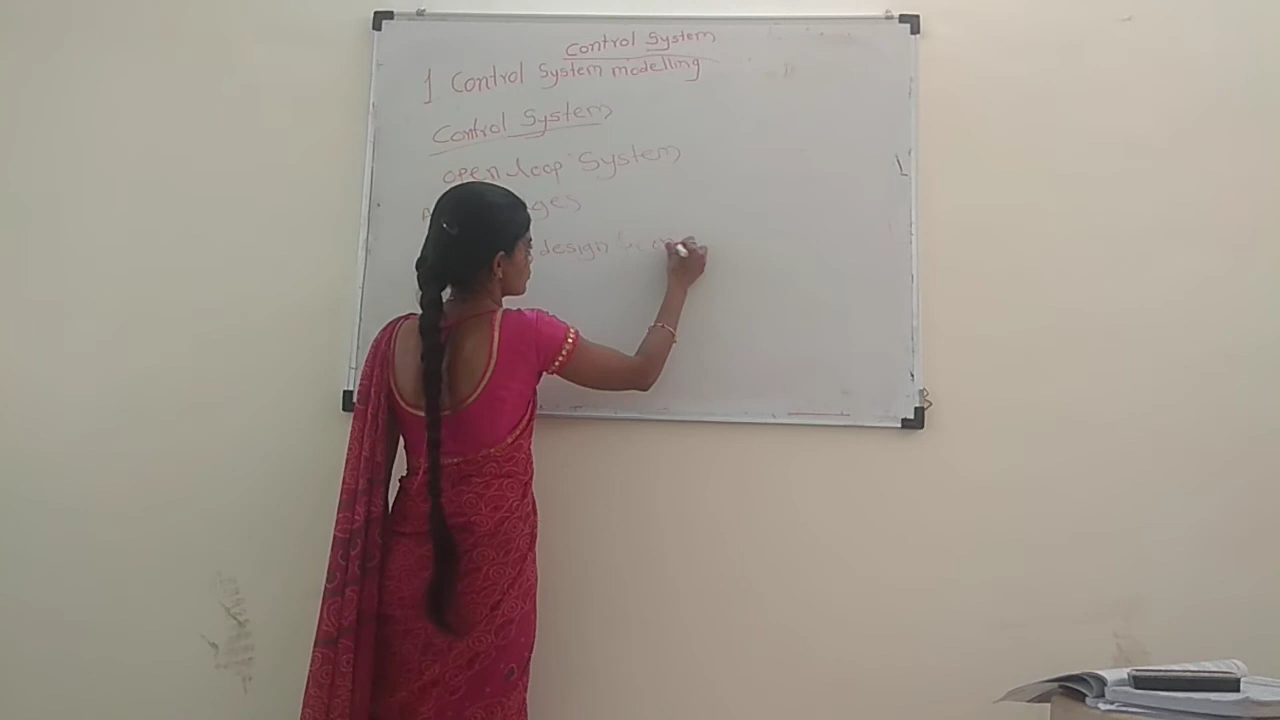 Control System
1 Control System modelling
Control System
open loop System
design